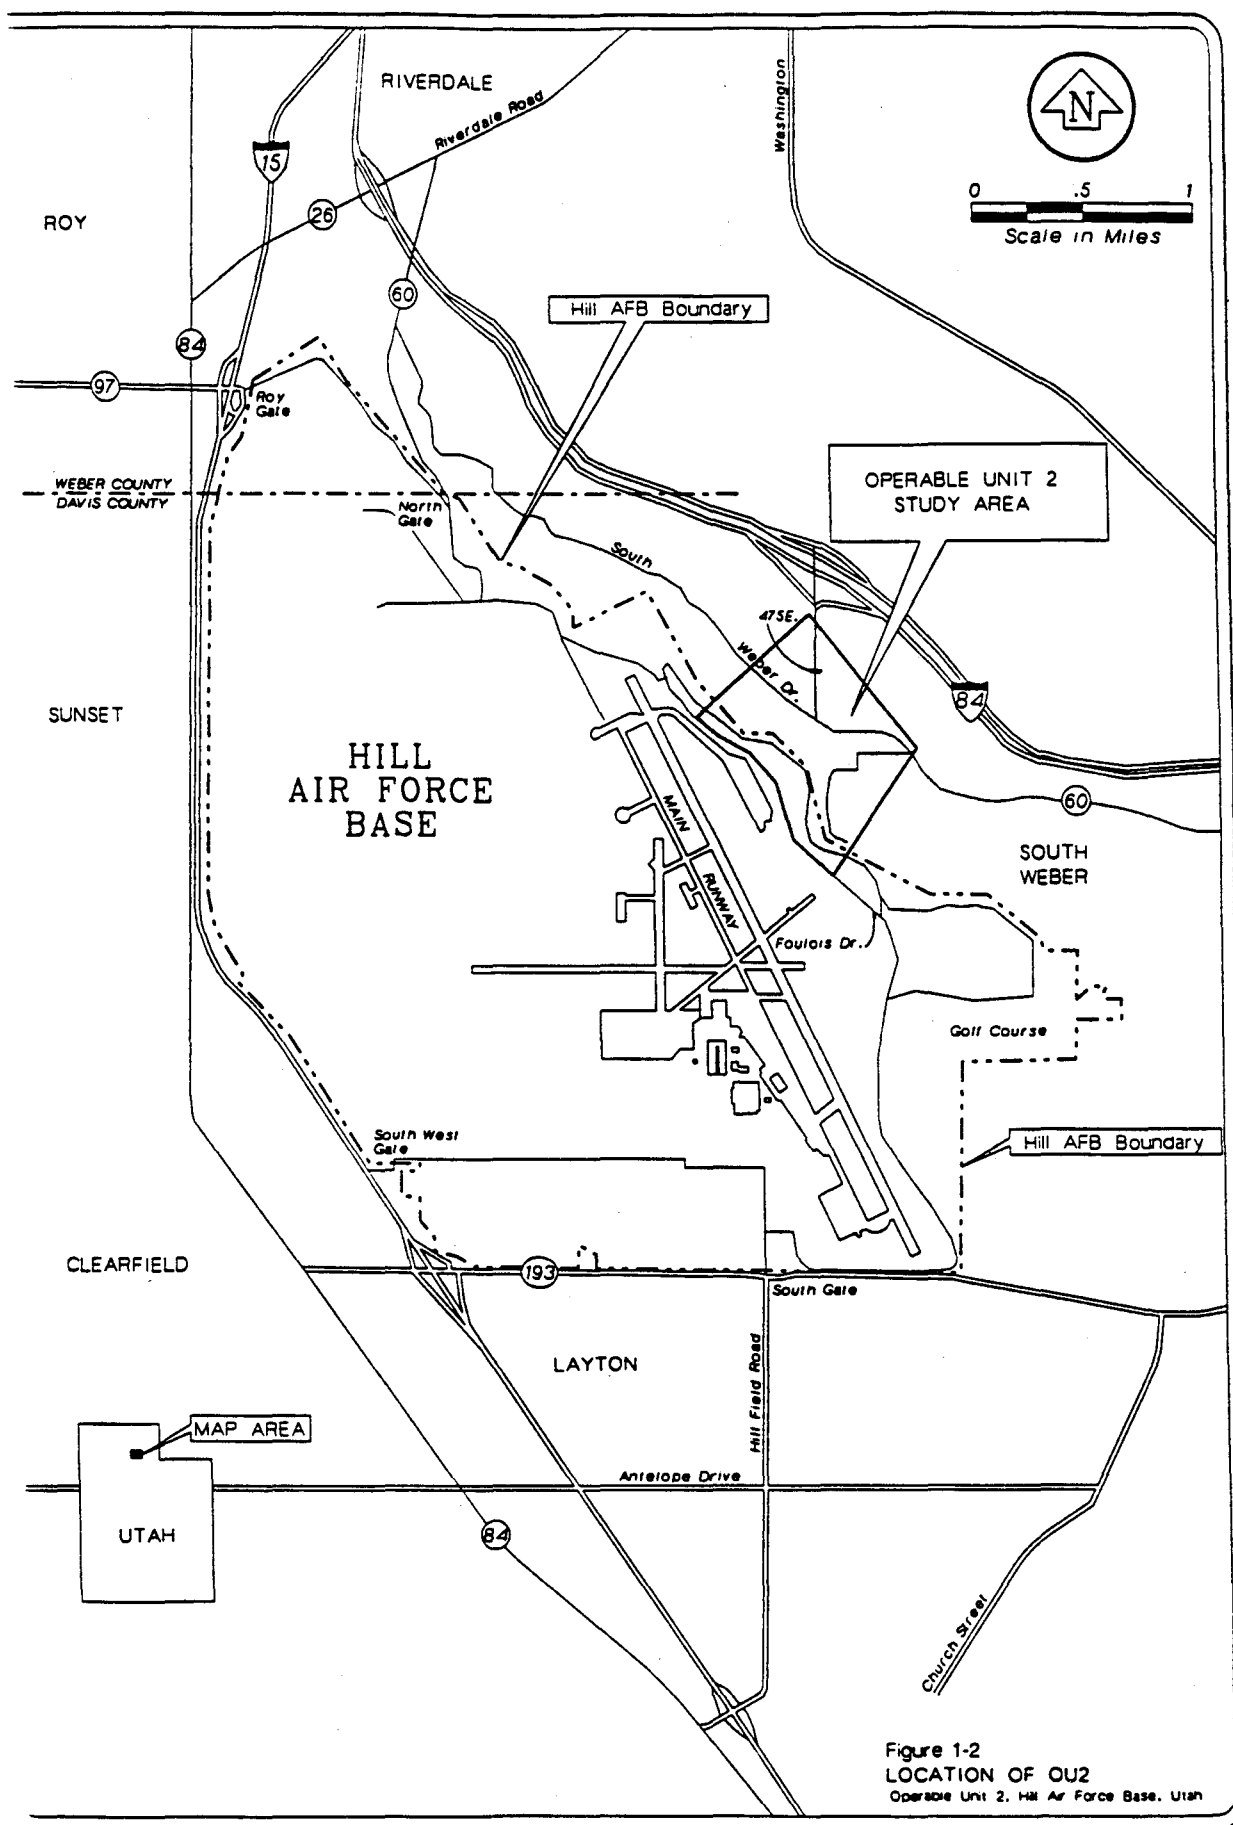 RIVERDALE
Riverdale Road
Washington
N
15
0 .5 1
Scale in Miles
ROY
26
60
Hill AFB Boundary
84
97
Roy
Gate
OPERABLE UNIT 2
STUDY AREA
WEBER COUNTY
DAVIS COUNTY
North
Gate
South
Weber Dr.
475E.
84
SUNSET
HILL
AIR FORCE
BASE
MAIN
RUNWAY
60
SOUTH
WEBER
Foulois Dr.
Golf Course
South West
Gate
Hill AFB Boundary
CLEARFIELD
193
South Gate
LAYTON
Hill Field Road
MAP AREA
UTAH
Antelope Drive
84
Church Street
Figure 1-2
LOCATION OF OU2
Operable Unit 2, Hill Air Force Base, Utah